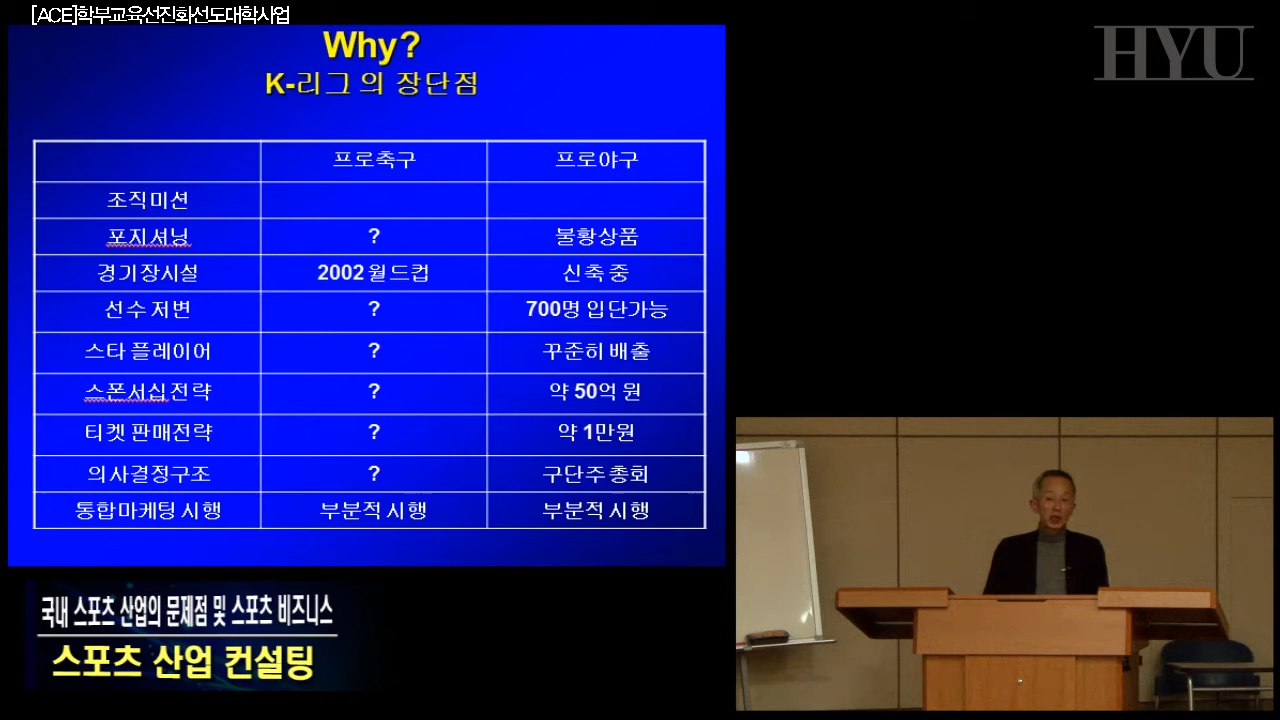 [ACE]학부교육선진화선도대학사업
HYU
Why?
K-리그의 장단점
프로축구 프로야구
조직미션
포지셔닝 ? 불황상품
경기장시설 2002월드컵 신축 중
선수 저변 ? 700명 입단가능
스타 플레이어 ? 꾸준히 배출
스폰서십전략 ? 약 50억 원
티켓 판매전략 ? 약 1만원
의사결정구조 ? 구단주 총회
통합마케팅 시행 부분적 시행 부분적 시행
국내 스포츠 산업의 문제점 및 스포츠 비즈니스
스포츠 산업 컨설팅